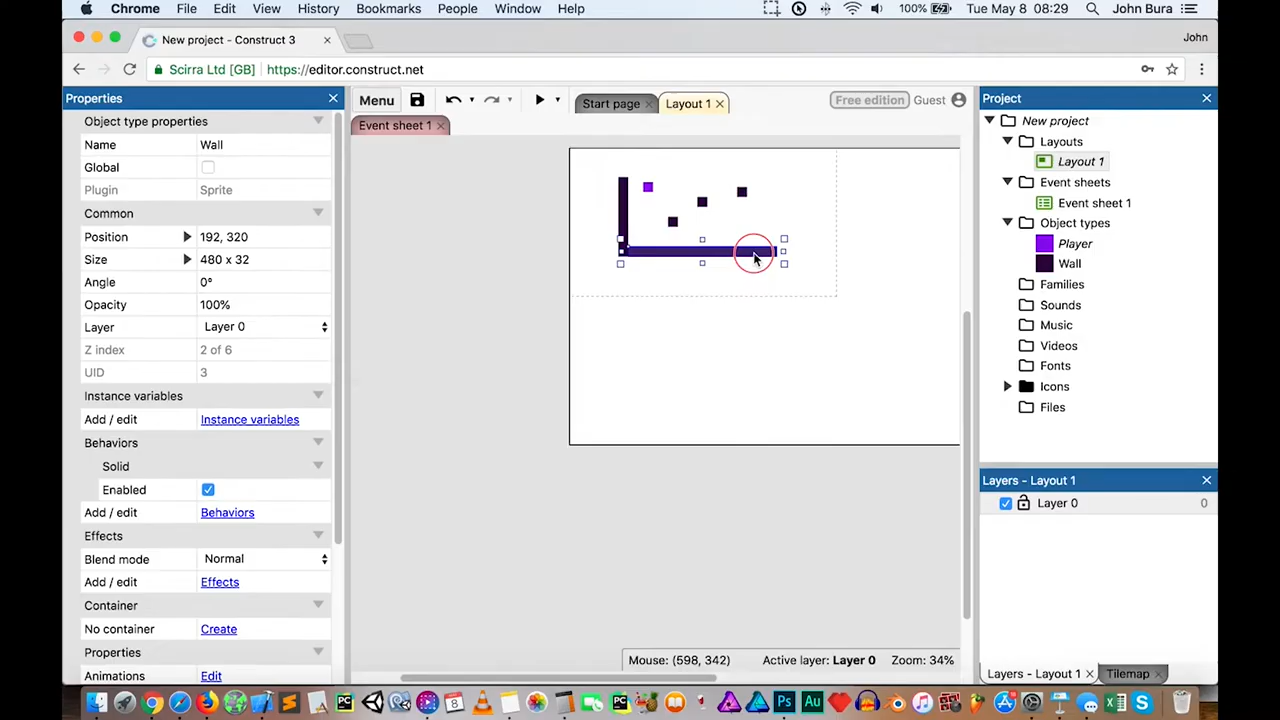 Chrome File Edit View History Bookmarks People Window Help 100% Tue May 8 08:29 John Bura
New project - Construct 3 John
Scirra Ltd [GB] https://editor.construct.net
Properties
Object type properties
Name Wall
Global
Plugin Sprite
Common
Position 192, 320
Size 480 x 32
Angle 0°
Opacity 100%
Layer Layer 0
Z index 2 of 6
UID 3
Instance variables
Add / edit Instance variables
Behaviors
Solid
Enabled
Add / edit Behaviors
Effects
Blend mode Normal
Add / edit Effects
Container
No container Create
Properties
Animations Edit
Menu Start page Layout 1 Free edition Guest
Event sheet 1
Mouse: (598, 342) Active layer: Layer 0 Zoom: 34%
Project
New project
Layouts
Layout 1
Event sheets
Event sheet 1
Object types
Player
Wall
Families
Sounds
Music
Videos
Fonts
Icons
Files
Layers - Layout 1
Layer 0 0
Layers - Layout 1 Tilemap
PC 8 PC Ps Au X S